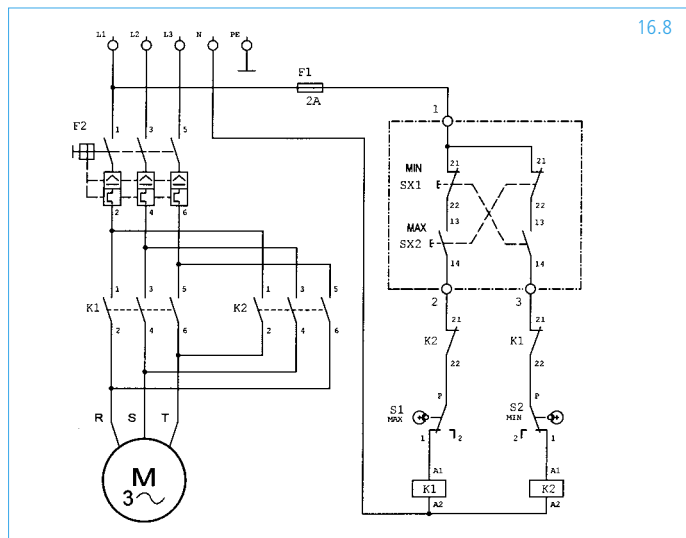 16.8
L1 L2 L3 N PE
F1
2A
1
F2
1 3 5
21 21
MIN
SX1
22 22
2 4 6
MAX
SX2
13 13
14 14
1 3 5 1 3 5
2 3
K1 K2
2 4 6 2 4 6
21 21
K2 K1
22 22
P P
R S T
S1 S2
MAX MIN
1 2 2 1
M
3
A1 A1
K1 K2
A2 A2